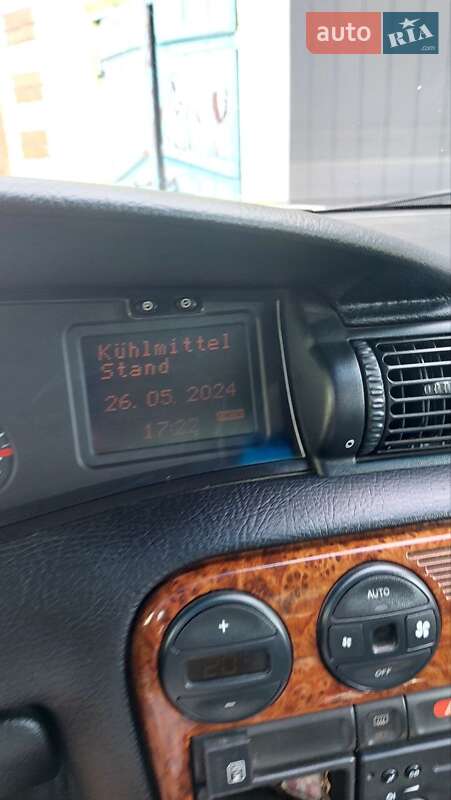 auto RIA.com
Kühlmittel
Stand
26. 05. 2024
17:22
AUTO
OFF